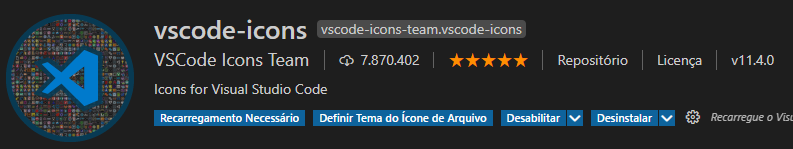 vscode-icons vscode-icons-team.vscode-icons
VSCode Icons Team 7.870.402 Repositório Licença v11.4.0
Icons for Visual Studio Code
Recarregamento Necessário Definir Tema do Ícone de Arquivo Desabilitar Desinstalar Recarregue o